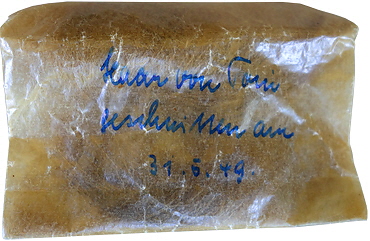 Haar von Toni
geschnitten am
31. 5. 49.